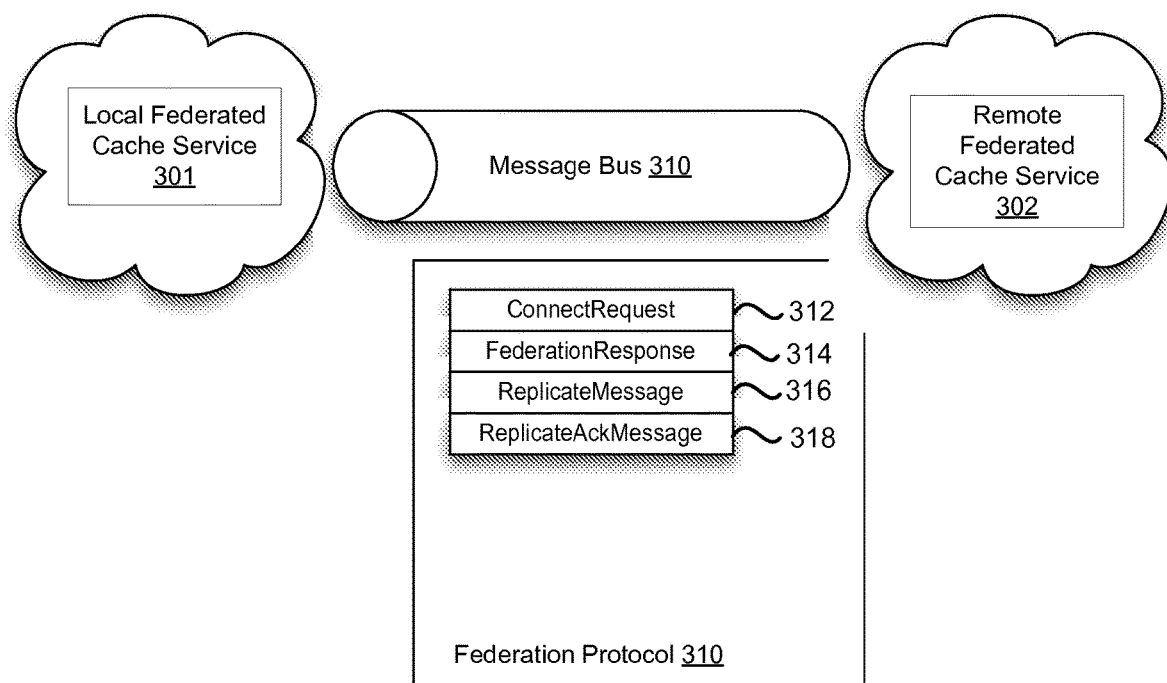 Local Federated
Cache Service
301
Message Bus 310
Remote
Federated
Cache Service
302
ConnectRequest
312
FederationResponse
314
ReplicateMessage
316
ReplicateAckMessage
318
Federation Protocol 310